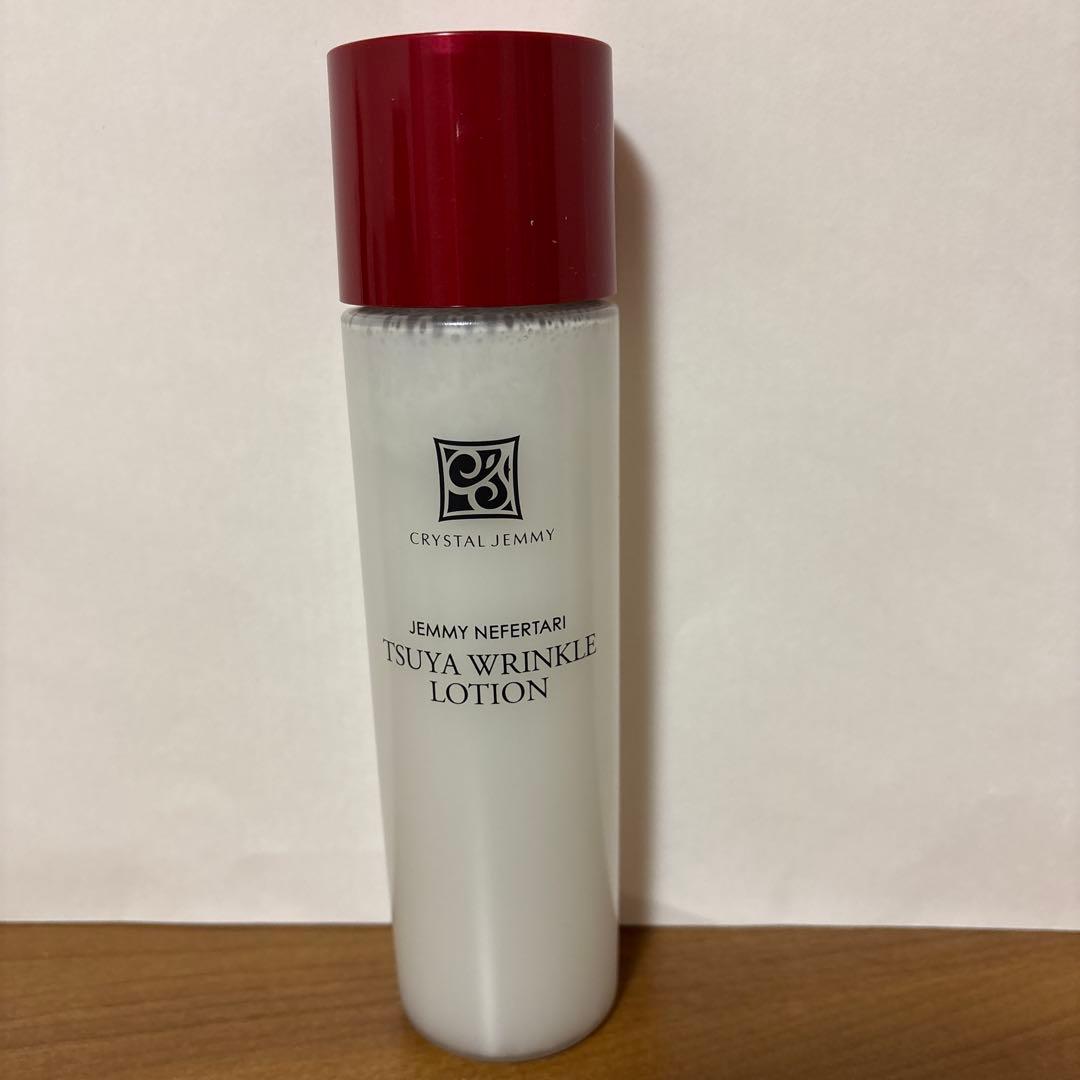 CRYSTAL JEMMY
JEMMY NEFERTARI
TSUYA WRINKLE
LOTION